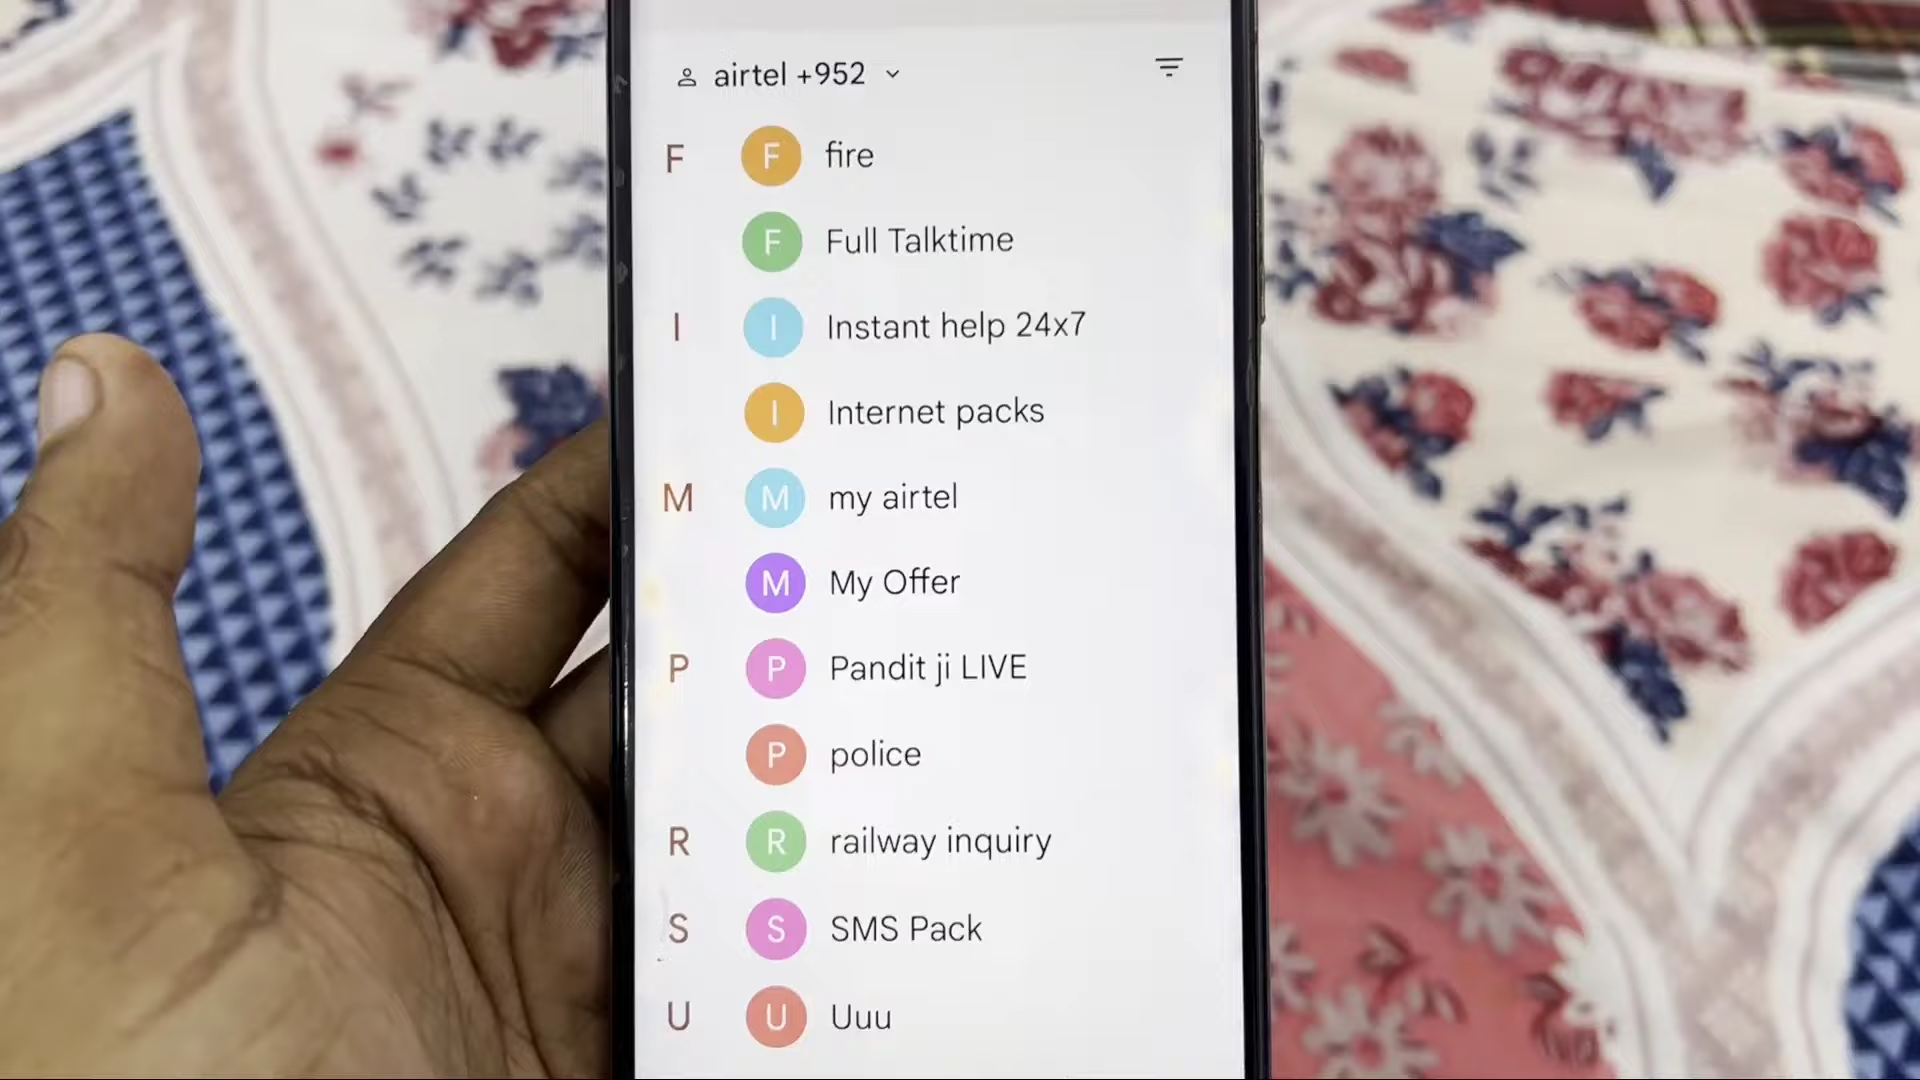 airtel +952
F F fire
F Full Talktime
I I Instant help 24x7
I Internet packs
M M my airtel
M My Offer
P P Pandit ji LIVE
P police
R R railway inquiry
S S SMS Pack
U U Uuu